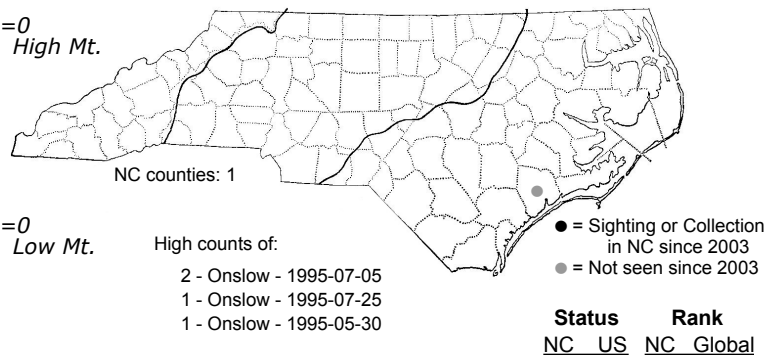 =0
High Mt.
NC counties: 1
=0
Low Mt.
High counts of:
2 - Onslow - 1995-07-05
1 - Onslow - 1995-07-25
1 - Onslow - 1995-05-30
● = Sighting or Collection
in NC since 2003
● = Not seen since 2003
Status Rank
NC US NC Global